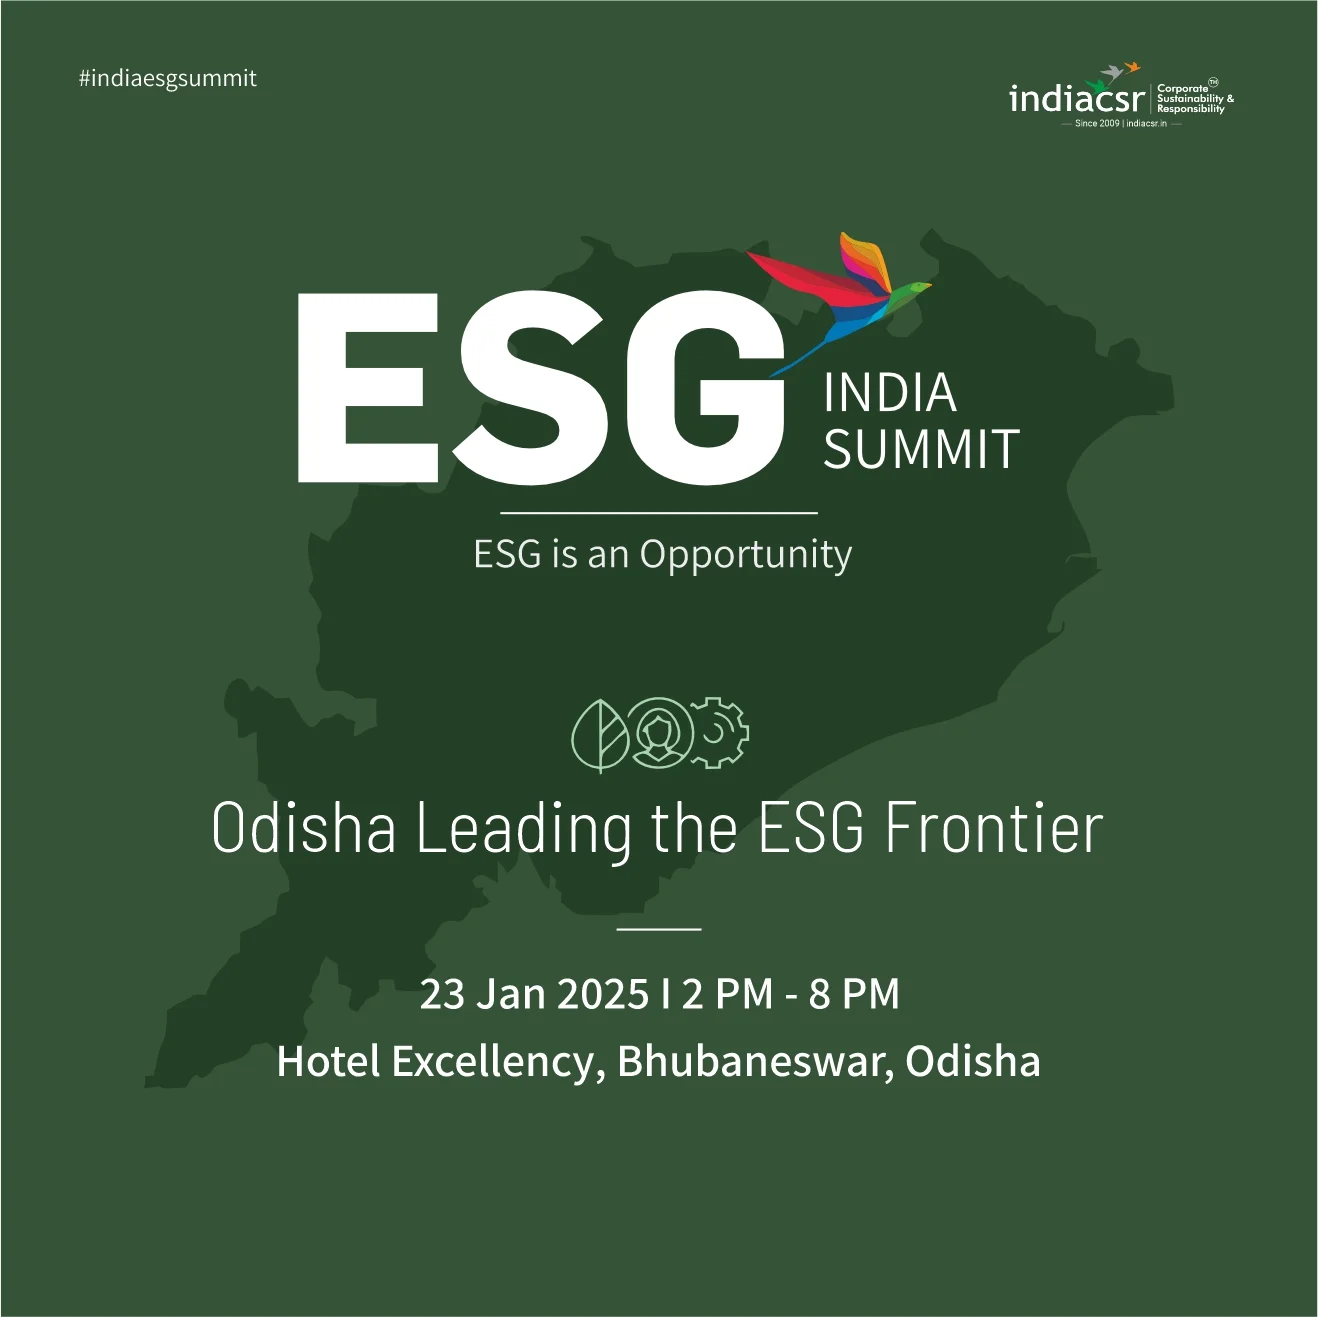 #indiaesgsummit
indiacsr
Corporate
Sustainability &
Responsibility
TM
Since 2009 | indiacsr.in
ESG
INDIA
SUMMIT
ESG is an Opportunity
Odisha Leading the ESG Frontier
23 Jan 2025 I 2 PM - 8 PM
Hotel Excellency, Bhubaneswar, Odisha